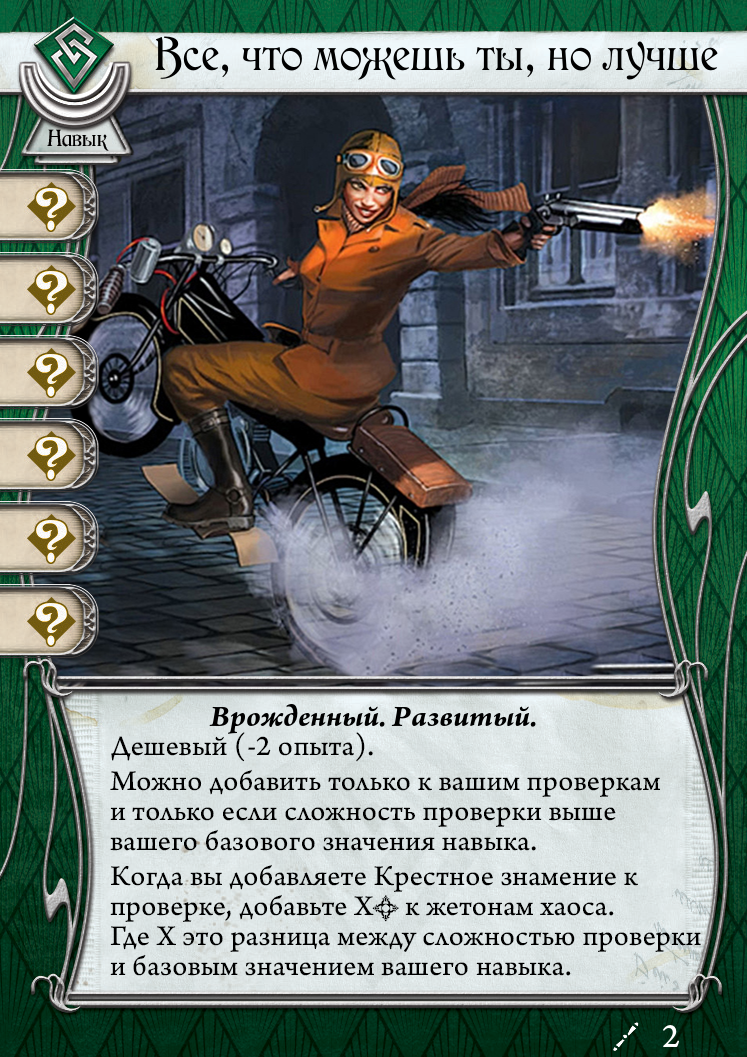 Все, что можешь ты, но лучше
Навык
?
?
?
?
?
?
Врожденный. Развитый.
Дешевый (-2 опыта).
Можно добавить только к вашим проверкам
и только если сложность проверки выше
вашего базового значения навыка.
Когда вы добавляете Крестное знамение к
проверке, добавьте X к жетонам хаоса.
Где X это разница между сложностью проверки
и базовым значением вашего навыка.
2